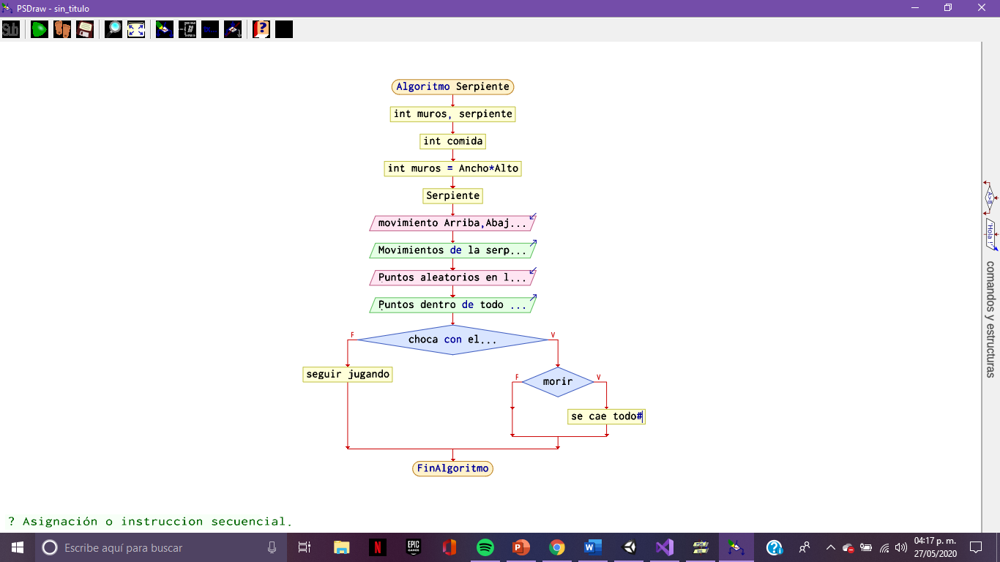 PSDraw - sin_titulo
Sub
Algoritmo Serpiente
int muros, serpiente
int comida
int muros = Ancho*Alto
Serpiente
movimiento Arriba,Abaj...
Movimientos de la serp...
Puntos aleatorios en l...
Puntos dentro de todo ...
choca con el...
F
V
seguir jugando
morir
F
V
se cae todo#
FinAlgoritmo
A>B
"Hola !"
comandos y estructuras
? Asignación o instruccion secuencial.
Escribe aquí para buscar
N
EPIC
GAMES
04:17 p. m.
27/05/2020